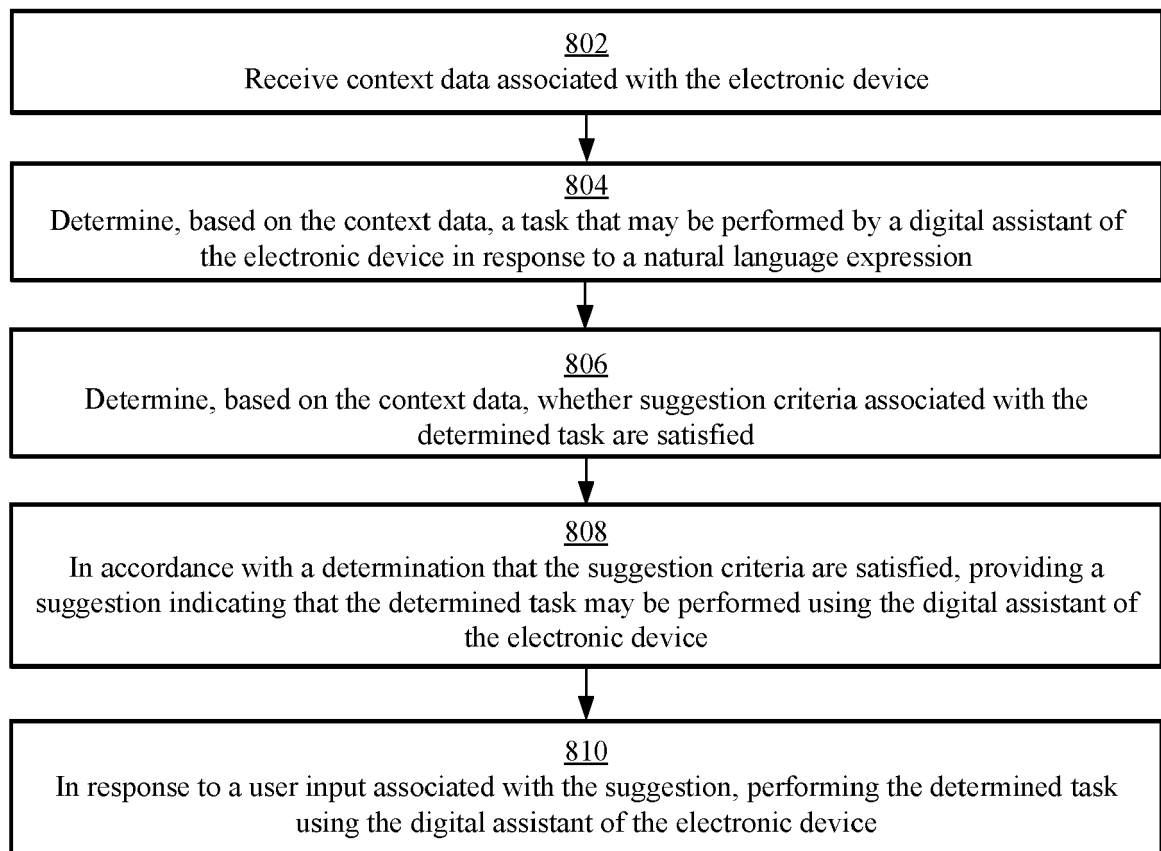 802
Receive context data associated with the electronic device
804
Determine, based on the context data, a task that may be performed by a digital assistant of
the electronic device in response to a natural language expression
806
Determine, based on the context data, whether suggestion criteria associated with the
determined task are satisfied
808
In accordance with a determination that the suggestion criteria are satisfied, providing a
suggestion indicating that the determined task may be performed using the digital assistant of
the electronic device
810
In response to a user input associated with the suggestion, performing the determined task
using the digital assistant of the electronic device